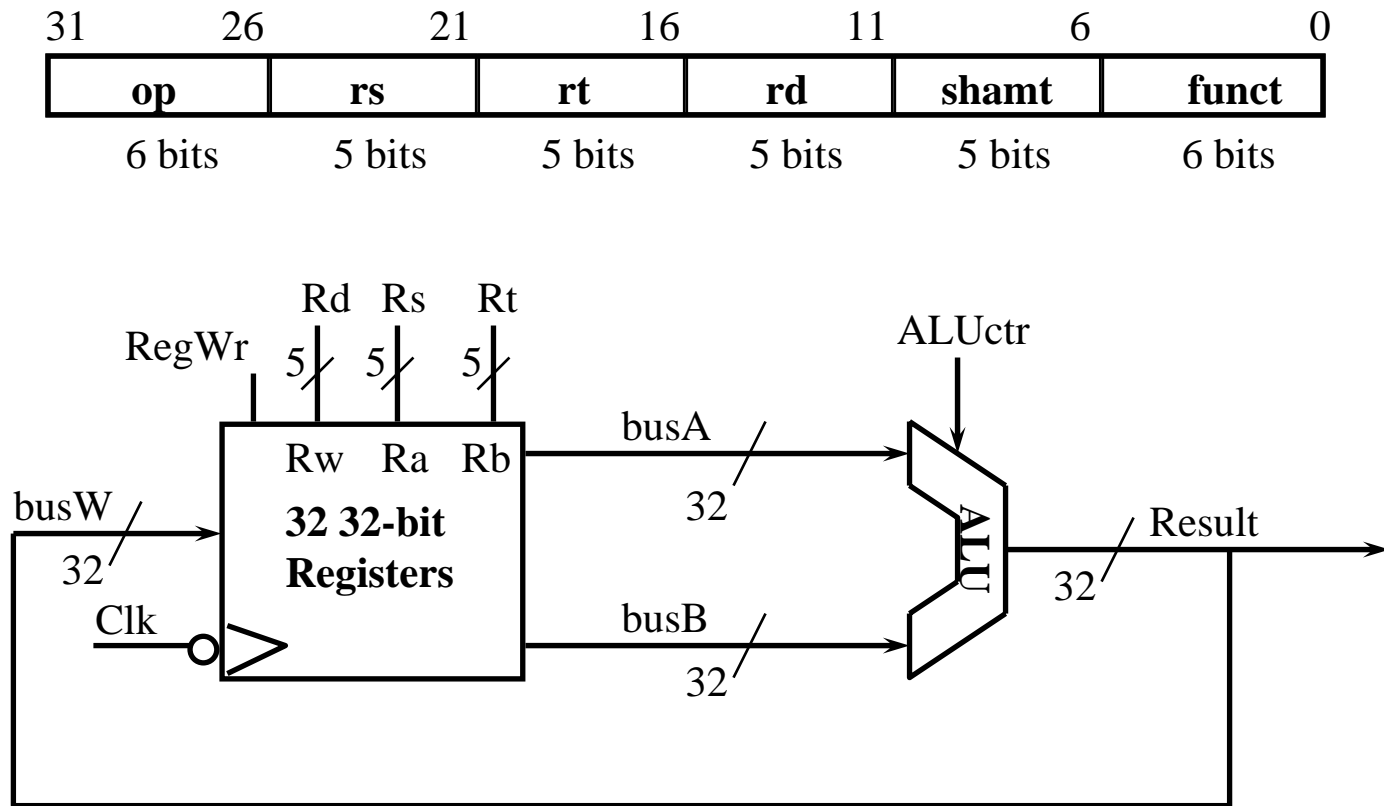 31 26 21 16 11 6 0
op rs rt rd shamt funct
6 bits 5 bits 5 bits 5 bits 5 bits 6 bits
Rd Rs Rt
RegWr 5 5 5 ALUctr
busA
Rw Ra Rb
32
busW 32 32-bit ALU Result
32 Registers 32
Clk busB
32